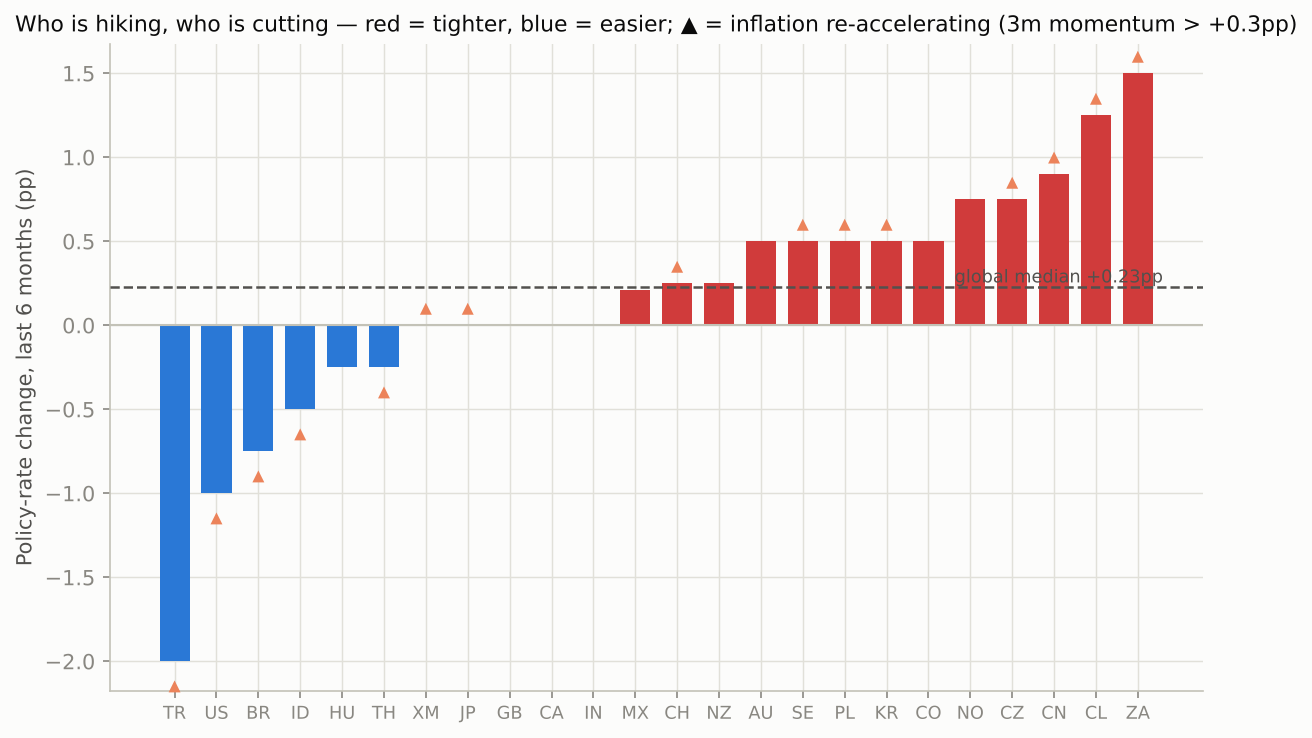 Who is hiking, who is cutting — red = tighter, blue = easier; ▲ = inflation re-accelerating (3m momentum > +0.3pp)
Policy-rate change, last 6 months (pp)
1.5
1.0
0.5
0.0
−0.5
−1.0
−1.5
−2.0
global median +0.23pp
TR US BR ID HU TH XM JP GB CA IN MX CH NZ AU SE PL KR CO NO CZ CN CL ZA